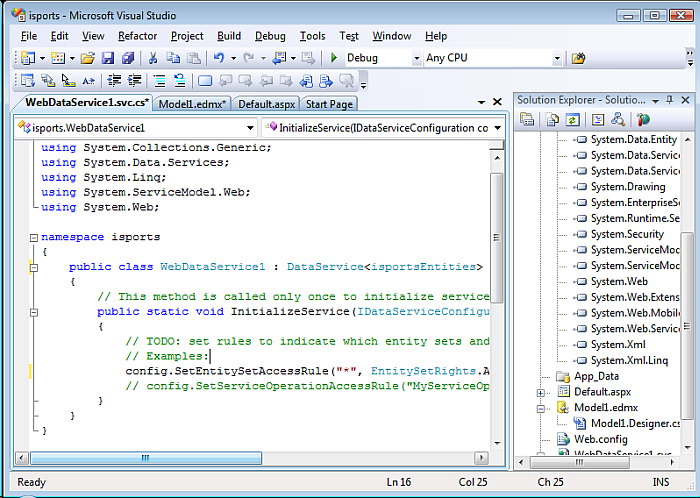 isports - Microsoft Visual Studio
File Edit View Refactor Project Build Debug Tools Test Window Help
Debug Any CPU
WebDataService1.svc.cs* Model1.edmx* Default.aspx Start Page
isports.WebDataService1 InitializeService(IDataServiceConfiguration co
using System.Collections.Generic;
using System.Data.Services;
using System.Linq;
using System.ServiceModel.Web;
using System.Web;
namespace isports
{
public class WebDataService1 : DataService<isportsEntities>
{
// This method is called only once to initialize service
public static void InitializeService(IDataServiceConfigu
{
// TODO: set rules to indicate which entity sets and
// Examples:
config.SetEntitySetAccessRule("*", EntitySetRights.A
// config.SetServiceOperationAccessRule("MyServiceOp
}
}
}
Solution Explorer - Solutio...
System.Data.Entity
System.Data.Service
System.Data.Service
System.Drawing
System.EnterpriseSe
System.Runtime.Se
System.Security
System.ServiceMod
System.ServiceMod
System.Web
System.Web.Extens
System.Web.Mobile
System.Web.Service
System.Xml
System.Xml.Linq
App_Data
Default.aspx
Model1.edmx
Model1.Designer.cs
Web.config
WebDataService1.svc
Ready Ln 16 Col 25 Ch 25 INS